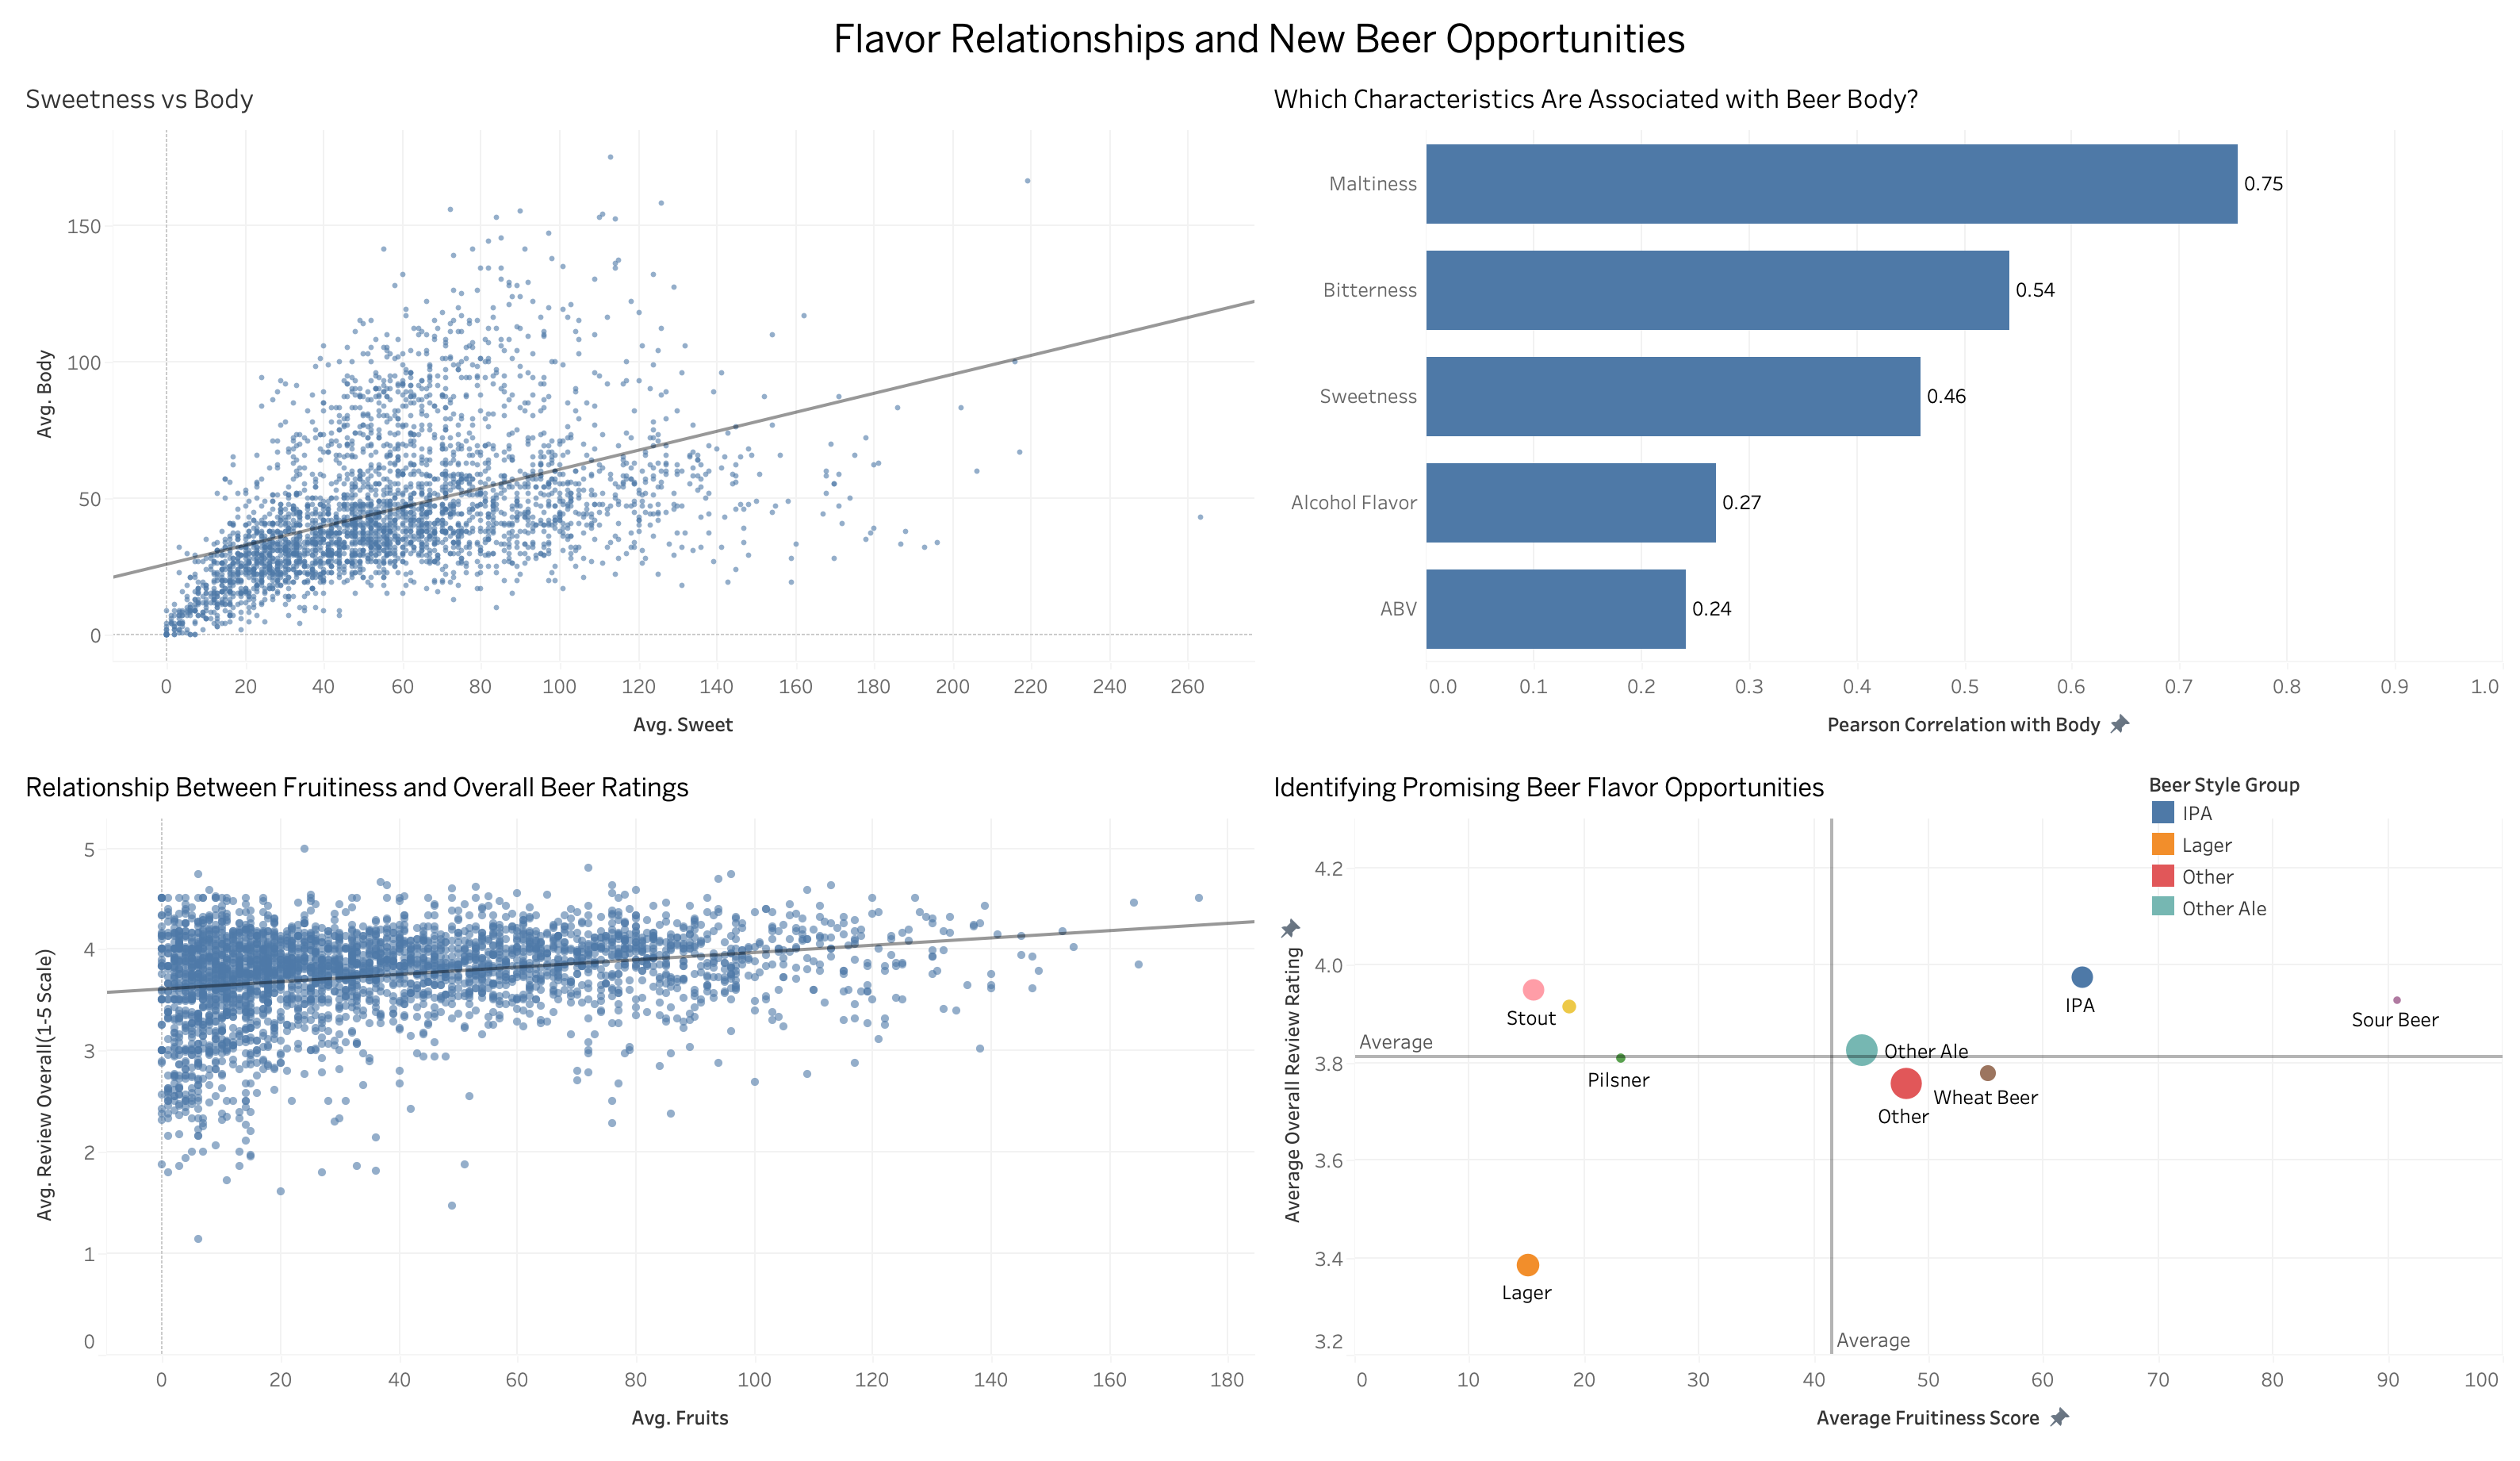 Flavor Relationships and New Beer Opportunities
Sweetness vs Body
Avg. Body
150
100
50
0
0 20 40 60 80 100 120 140 160 180 200 220 240 260
Avg. Sweet
Which Characteristics Are Associated with Beer Body?
Maltiness 0.75
Bitterness 0.54
Sweetness 0.46
Alcohol Flavor 0.27
ABV 0.24
0.0 0.1 0.2 0.3 0.4 0.5 0.6 0.7 0.8 0.9 1.0
Pearson Correlation with Body
Relationship Between Fruitiness and Overall Beer Ratings
Avg. Review Overall(1-5 Scale)
5
4
3
2
1
0
0 20 40 60 80 100 120 140 160 180
Avg. Fruits
Identifying Promising Beer Flavor Opportunities
Beer Style Group
IPA
Lager
Other
Other Ale
Average Overall Review Rating
4.2
4.0
3.8
3.6
3.4
3.2
Stout
IPA
Sour Beer
Average
Other Ale
Pilsner
Wheat Beer
Other
Lager
Average
0 10 20 30 40 50 60 70 80 90 100
Average Fruitiness Score